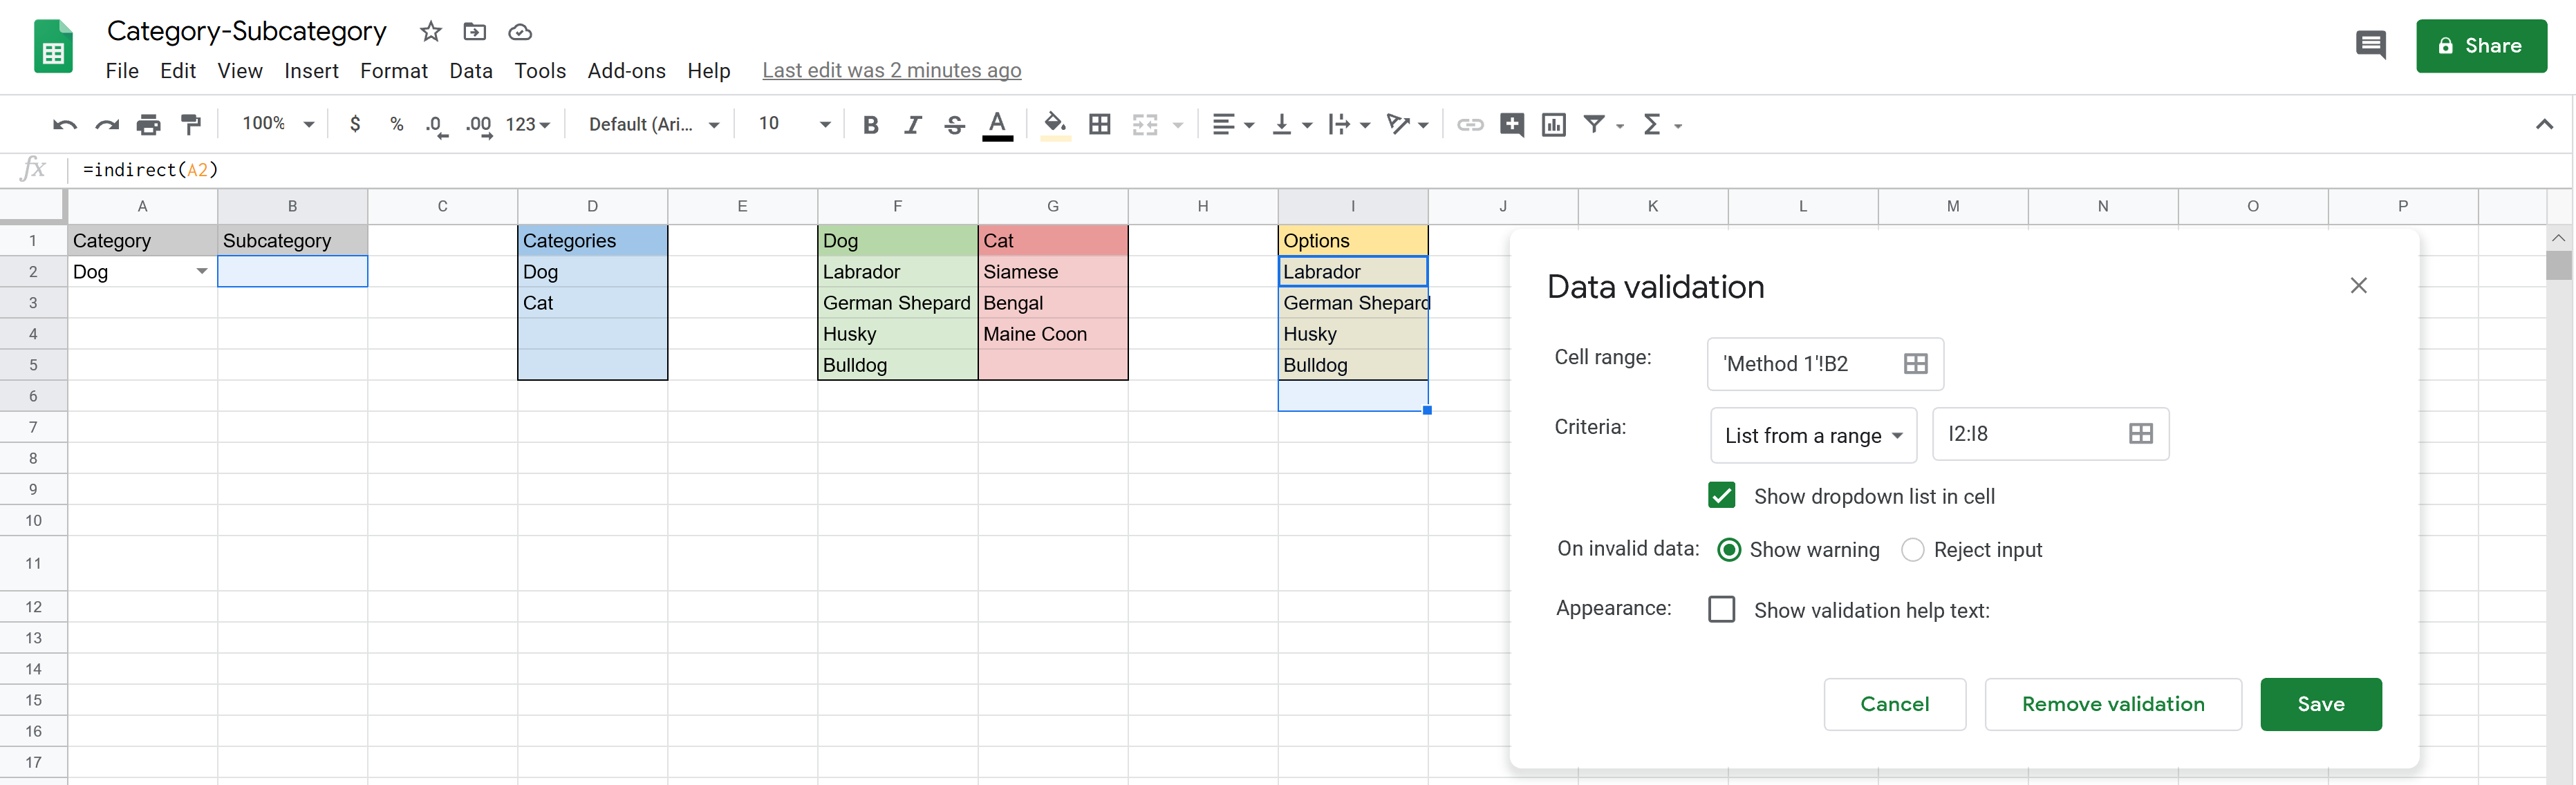 Category-Subcategory
File Edit View Insert Format Data Tools Add-ons Help Last edit was 2 minutes ago
Share
100% $ % .0 .00 123 Default (Ari... 10 B I S A Σ
fx =indirect(A2)
A B C D E F G H I J K L M N O P
1 Category Subcategory Categories Dog Cat Options
2 Dog Dog Labrador Siamese Labrador
3 Cat German Shepard Bengal German Shepard
4 Husky Maine Coon Husky
5 Bulldog Bulldog
6
7
8
9
10
11
12
13
14
15
16
17
Data validation
Cell range: 'Method 1'!B2
Criteria: List from a range I2:I8
Show dropdown list in cell
On invalid data: Show warning Reject input
Appearance: Show validation help text:
Cancel Remove validation Save